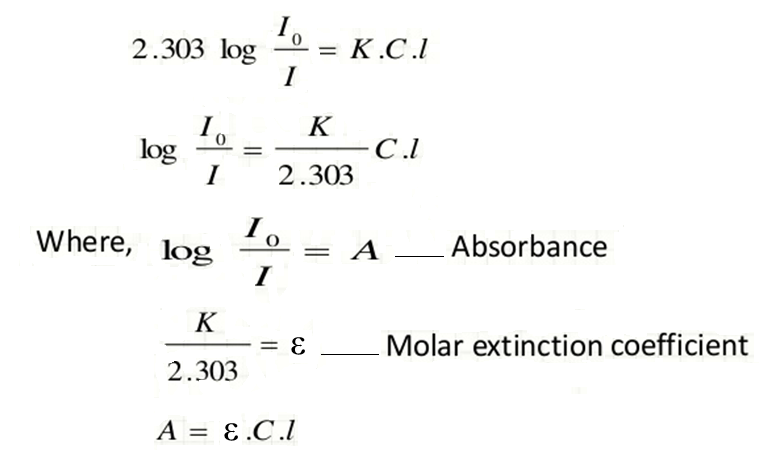 2.303 log I₀/I = K.C.l
log I₀/I = K/2.303 C.l
Where, log I₀/I = A ___ Absorbance
K/2.303 = ε ___ Molar extinction coefficient
A = ε.C.l